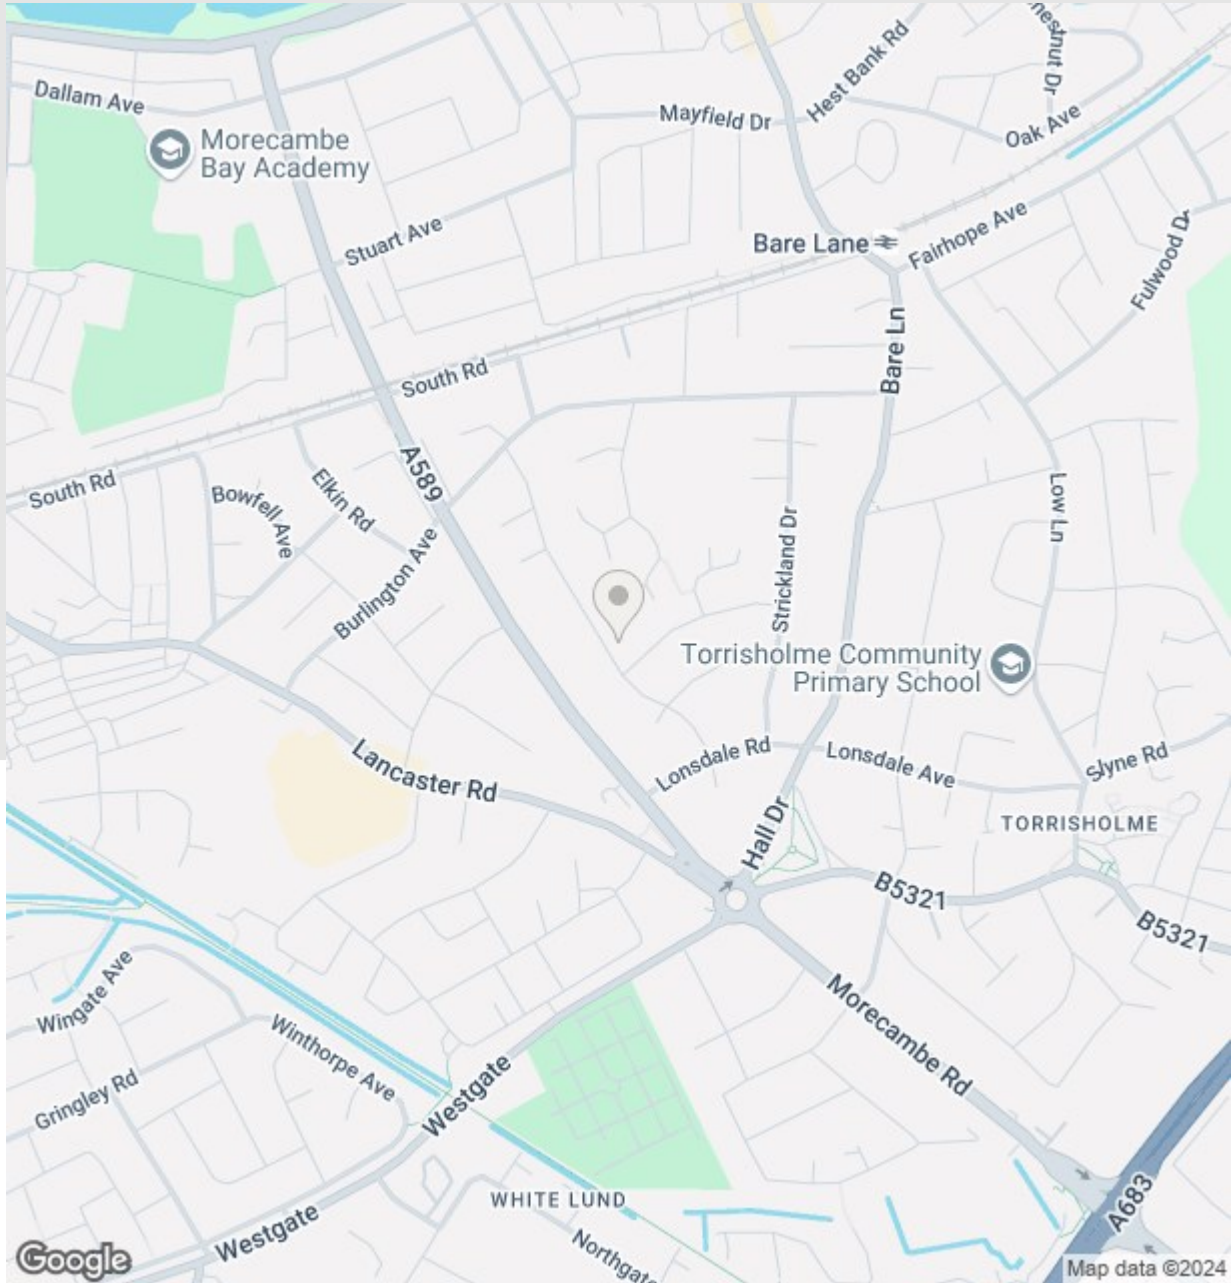 hestnut Dr
Hest Bank Rd
Dallam Ave
Mayfield Dr
Oak Ave
Morecambe
Bay Academy
Stuart Ave
Bare Lane
Fairhope Ave
Fulwood Dr
Bare Ln
South Rd
A589
South Rd
Bowfell Ave
Elkin Rd
Low Ln
Burlington Ave
Strickland Dr
Torrisholme Community
Primary School
Lonsdale Rd
Lonsdale Ave
Slyne Rd
Lancaster Rd
Hall Dr
TORRISHOLME
B5321
B5321
Wingate Ave
Winthorpe Ave
Morecambe Rd
Gringley Rd
Westgate
WHITE LUND
A683
Westgate
Northgate
Google
Map data ©2024